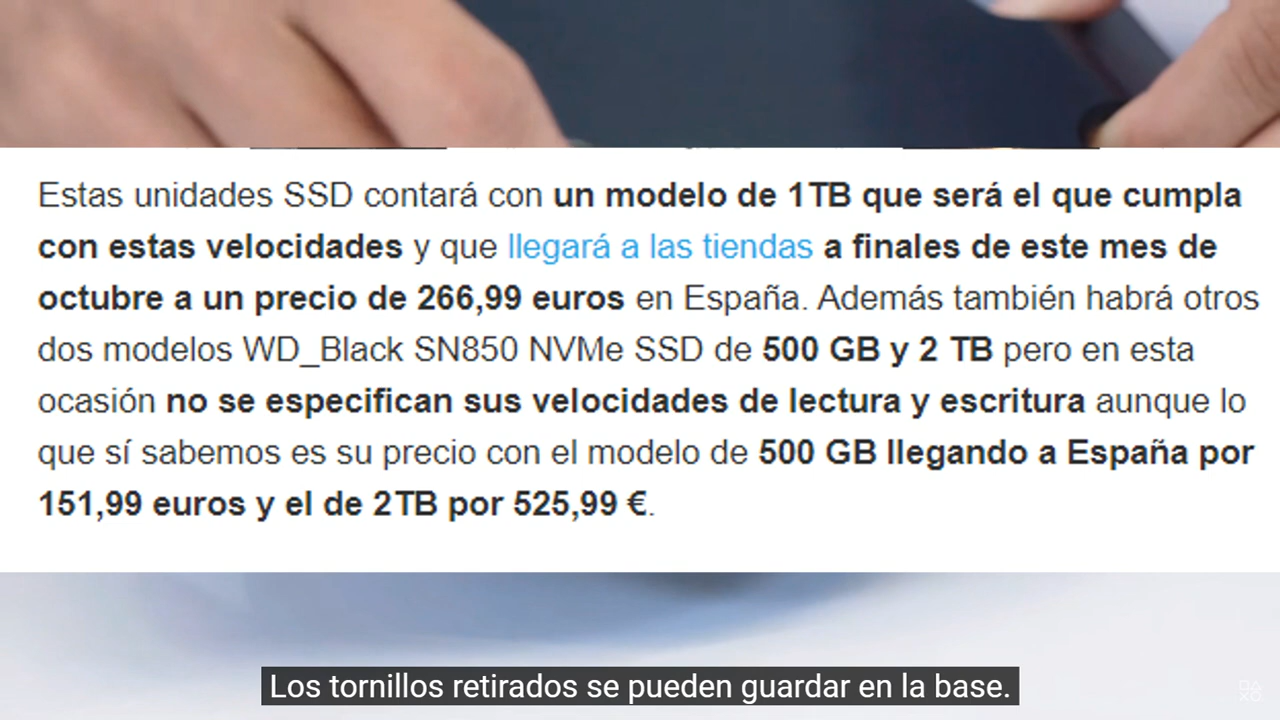 Estas unidades SSD contará con un modelo de 1TB que será el que cumpla
con estas velocidades y que llegará a las tiendas a finales de este mes de
octubre a un precio de 266,99 euros en España. Además también habrá otros
dos modelos WD_Black SN850 NVMe SSD de 500 GB y 2 TB pero en esta
ocasión no se especifican sus velocidades de lectura y escritura aunque lo
que sí sabemos es su precio con el modelo de 500 GB llegando a España por
151,99 euros y el de 2TB por 525,99 €.
Los tornillos retirados se pueden guardar en la base.
DA
XO